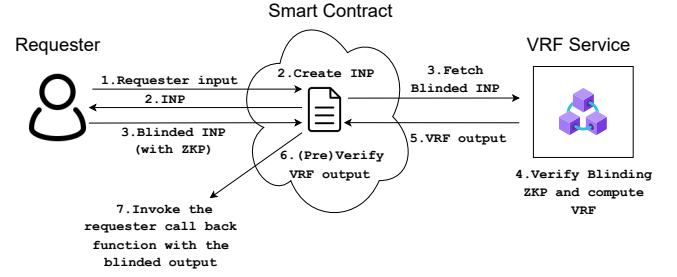 Smart Contract
Requester
VRF Service
1.Requester input
2.Create INP
3.Fetch
Blinded INP
2.INP
3.Blinded INP
(with ZKP)
5.VRF output
6.(Pre)Verify
VRF output
4.Verify Blinding
ZKP and compute
VRF
7.Invoke the
requester call back
function with the
blinded output